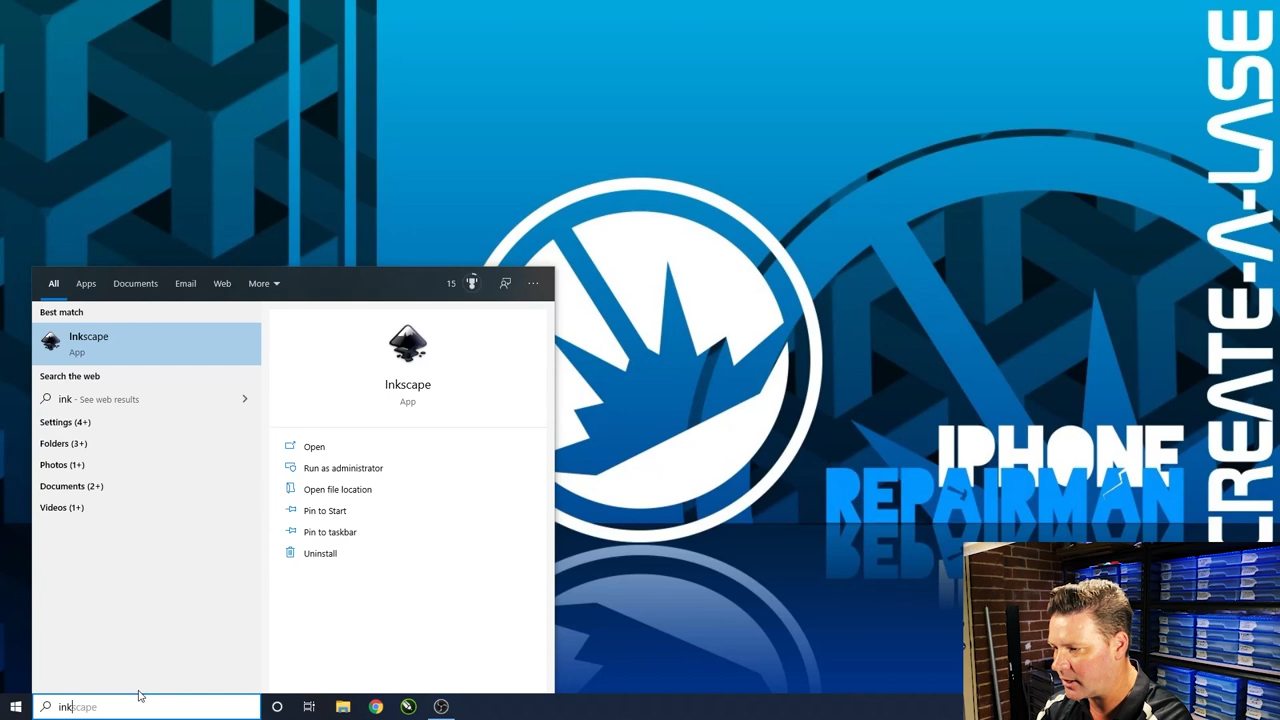 CREATE-A-LASE
IPHONE
REPAIRMAN
All Apps Documents Email Web More 15 ...
Best match
Inkscape
App
Search the web
ink - See web results
Settings (4+)
Folders (3+)
Photos (1+)
Documents (2+)
Videos (1+)
Inkscape
App
Open
Run as administrator
Open file location
Pin to Start
Pin to taskbar
Uninstall
inkscape